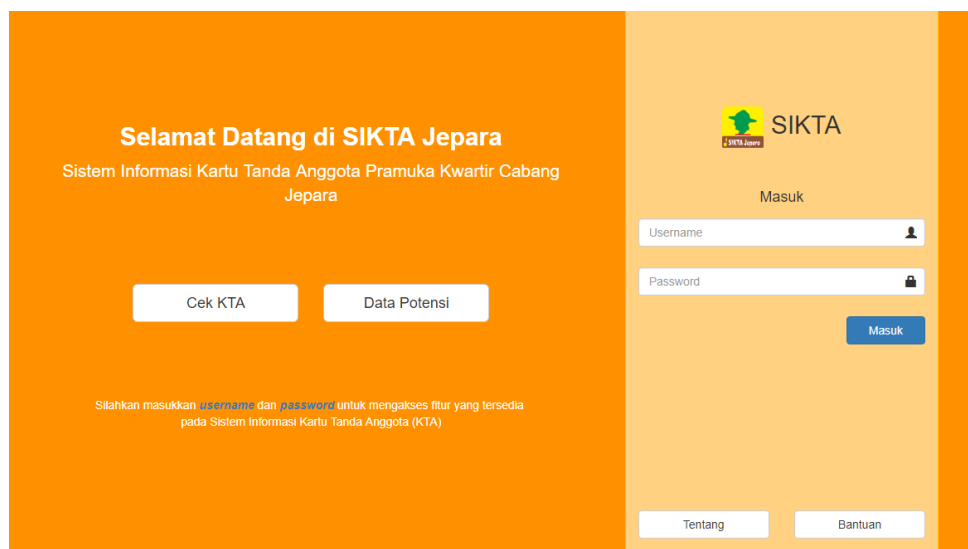 Selamat Datang di SIKTA Jepara
Sistem Informasi Kartu Tanda Anggota Pramuka Kwartir Cabang
Jepara
Cek KTA
Data Potensi
Silahkan masukkan username dan password untuk mengakses fitur yang tersedia
pada Sistem Informasi Kartu Tanda Anggota (KTA)
SIKTA Jepara
SIKTA
Masuk
Username
Password
Masuk
Tentang
Bantuan